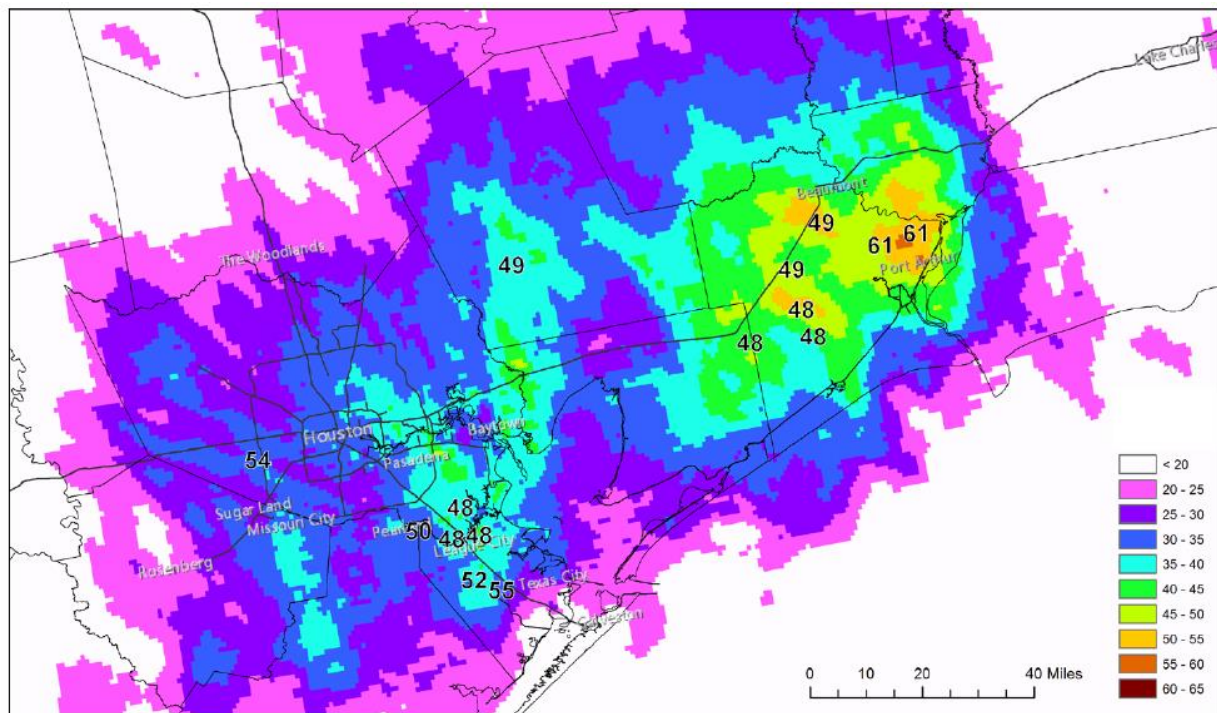 Lake Charles
Beaumont
49
61
61
The Woodlands
49
Port Arthur
49
48
48
48
Houston
Baytown
54
Pasadena
Sugar Land
Missouri City
48
50
48
48
League City
Rosenberg
52
55
Texas City
Galveston
0 10 20 40 Miles
< 20
20 - 25
25 - 30
30 - 35
35 - 40
40 - 45
45 - 50
50 - 55
55 - 60
60 - 65